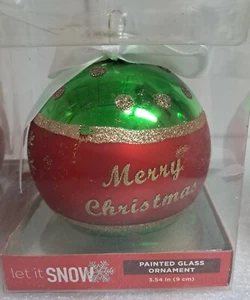 Merry
Christmas
let it SNOW
PAINTED GLASS
ORNAMENT
3.54 in (9 cm)